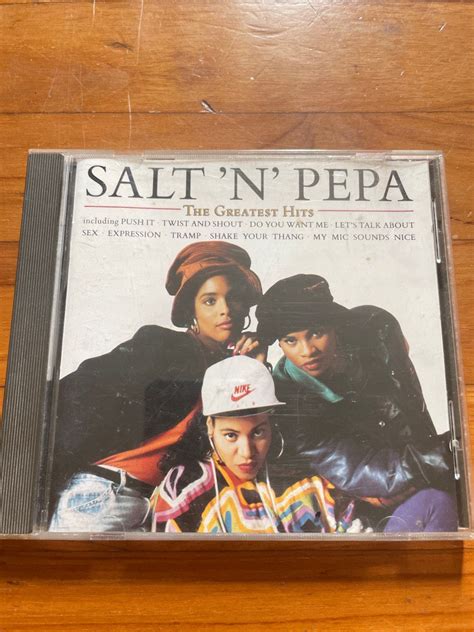 SALT 'N' PEPA
THE GREATEST HITS
including PUSH IT · TWIST AND SHOUT · DO YOU WANT ME · LET'S TALK ABOUT
SEX · EXPRESSION · TRAMP · SHAKE YOUR THANG · MY MIC SOUNDS NICE
NIKE